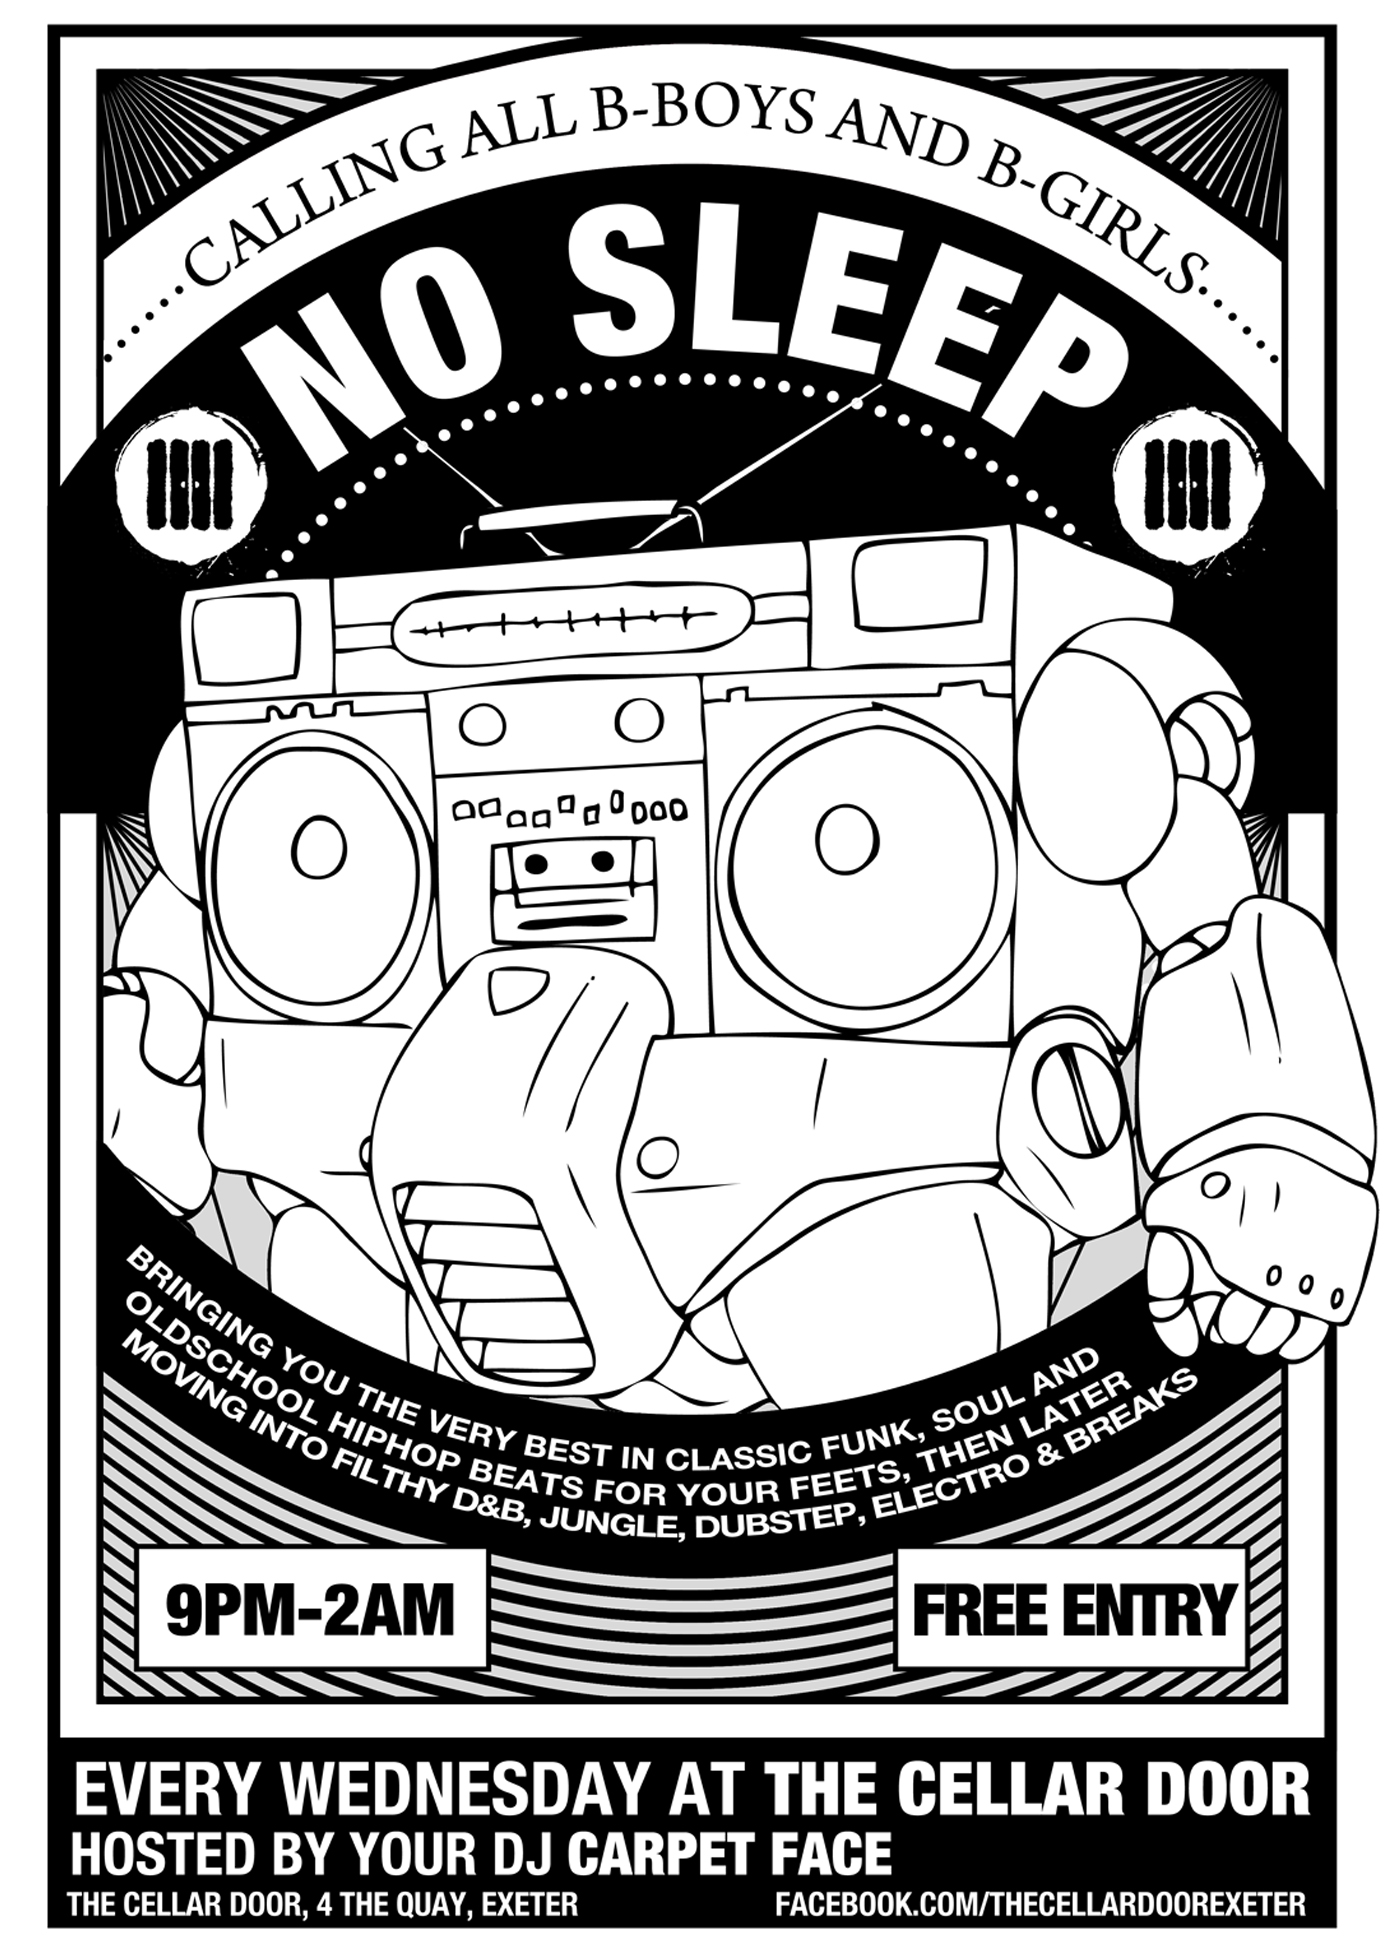 CALLING ALL B-BOYS AND B-GIRLS
NO SLEEP
BRINGING YOU THE VERY BEST IN CLASSIC FUNK, SOUL AND
OLDSCHOOL HIPHOP BEATS FOR YOUR FEETS, THEN LATER
MOVING INTO FILTHY D&B, JUNGLE, DUBSTEP, ELECTRO & BREAKS
9PM-2AM
FREE ENTRY
EVERY WEDNESDAY AT THE CELLAR DOOR
HOSTED BY YOUR DJ CARPET FACE
THE CELLAR DOOR, 4 THE QUAY, EXETER
FACEBOOK.COM/THECELLARDOOREXETER